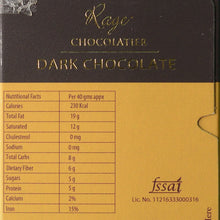 Rage
CHOCOLATIER
DARK CHOCOLATE
Nutritional Facts Per 40 gms appx
Calories 230 Kcal
Total Fat 19 g
Saturated 12 g
Cholesterol 0 mg
Sodium 0 mg
Total Carbs 8 g
Dietary Fiber 6 g
Sugars 5 g
Protein 5 g
Calcium 2%
Iron 15%
fssai
Lic. No. 11216333000316